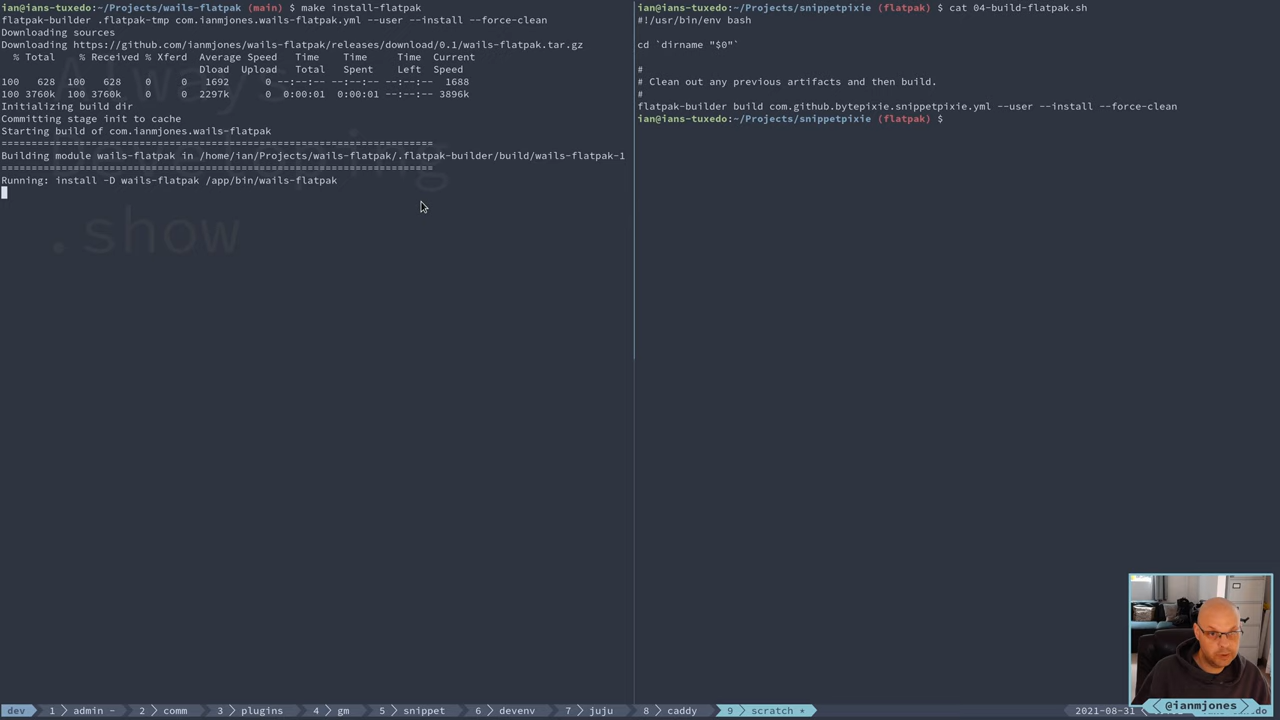 ian@ians-tuxedo:~/Projects/wails-flatpak (main) $ make install-flatpak
flatpak-builder .flatpak-tmp com.ianmjones.wails-flatpak.yml --user --install --force-clean
Downloading sources
Downloading https://github.com/ianmjones/wails-flatpak/releases/download/0.1/wails-flatpak.tar.gz
% Total % Received % Xferd Average Speed Time Time Time Current
Dload Upload Total Spent Left Speed
100 628 100 628 0 0 1692 0 --:--:-- --:--:-- --:--:-- 1688
100 3760k 100 3760k 0 0 2297k 0 0:00:01 0:00:01 --:--:-- 3896k
Initializing build dir
Committing stage init to cache
Starting build of com.ianmjones.wails-flatpak
========================================================================
Building module wails-flatpak in /home/ian/Projects/wails-flatpak/.flatpak-builder/build/wails-flatpak-1
========================================================================
Running: install -D wails-flatpak /app/bin/wails-flatpak
.show
ian@ians-tuxedo:~/Projects/snippetpixie (flatpak) $ cat 04-build-flatpak.sh
#!/usr/bin/env bash
cd `dirname "$0"`
#
# Clean out any previous artifacts and then build.
#
flatpak-builder build com.github.bytepixie.snippetpixie.yml --user --install --force-clean
ian@ians-tuxedo:~/Projects/snippetpixie (flatpak) $
dev 1 admin - 2 comm 3 plugins 4 gm 5 snippet 6 devenv 7 juju 8 caddy 9 scratch * 2021-08-31
@ianmjones